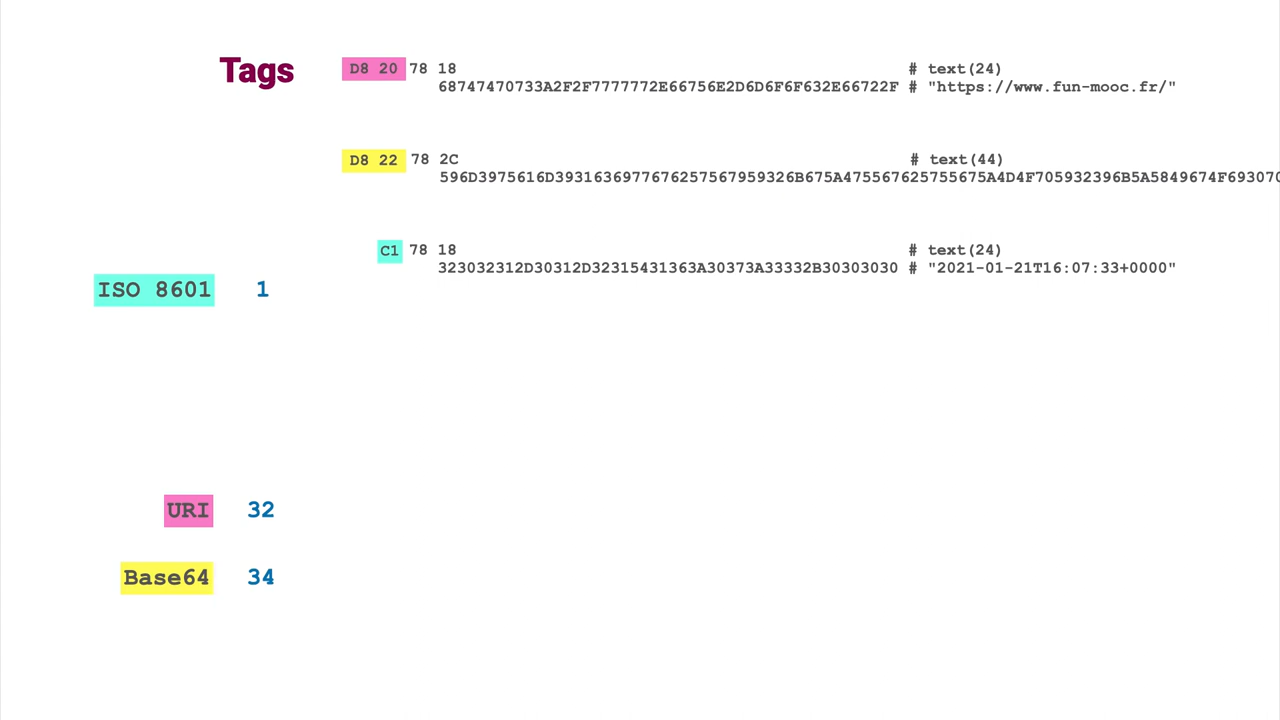 Tags
D8 20 78 18 # text(24)
68747470733A2F2F7777772E66756E2D6D6F6F632E66722F # "https://www.fun-mooc.fr/"
D8 22 78 2C # text(44)
596D3975616D3931636977676257567959326B675A475567625755675A4D4F705932396B5A5849674F693070
C1 78 18 # text(24)
323032312D30312D32315431363A30373A33332B30303030 # "2021-01-21T16:07:33+0000"
ISO 8601 1
URI 32
Base64 34